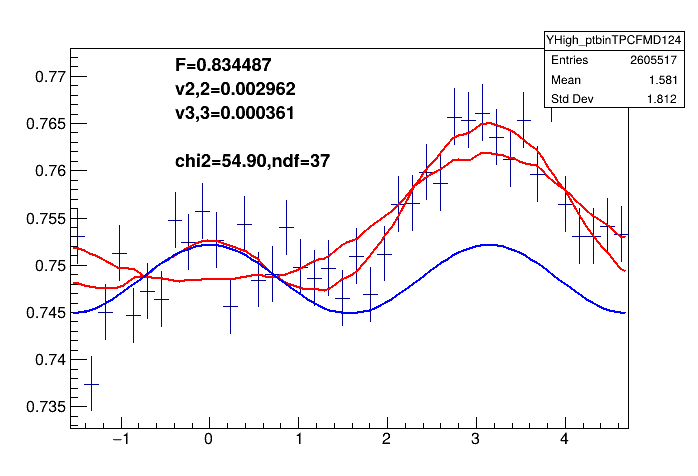 YHigh_ptbinTPCFMD124
Entries 2605517
Mean 1.581
Std Dev 1.812
F=0.834487
v2,2=0.002962
v3,3=0.000361
chi2=54.90,ndf=37
0.77
0.765
0.76
0.755
0.75
0.745
0.74
0.735
−1 0 1 2 3 4